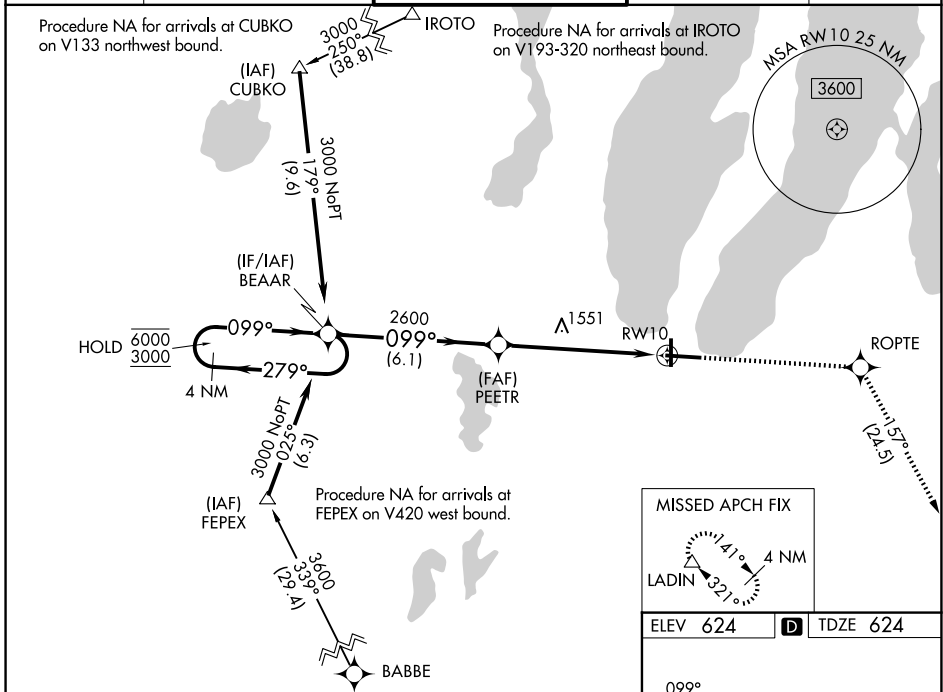 Procedure NA for arrivals at CUBKO
on V133 northwest bound.
3000
250°
(38.8)
IROTO
Procedure NA for arrivals at IROTO
on V193-320 northeast bound.
MSA RW10 25 NM
3600
(IAF)
CUBKO
3000 NoPT
179°
(9.6)
(IF/IAF)
BEAAR
HOLD
6000
3000
099°
279°
4 NM
2600
099°
(6.1)
1551
RW10
(FAF)
PEETR
ROPTE
157°
(24.5)
3000 NoPT
025°
(6.3)
(IAF)
FEPEX
Procedure NA for arrivals at
FEPEX on V420 west bound.
3600
339°
(29.4)
BABBE
MISSED APCH FIX
141°
4 NM
LADIN
321°
ELEV 624
D
TDZE 624
099°